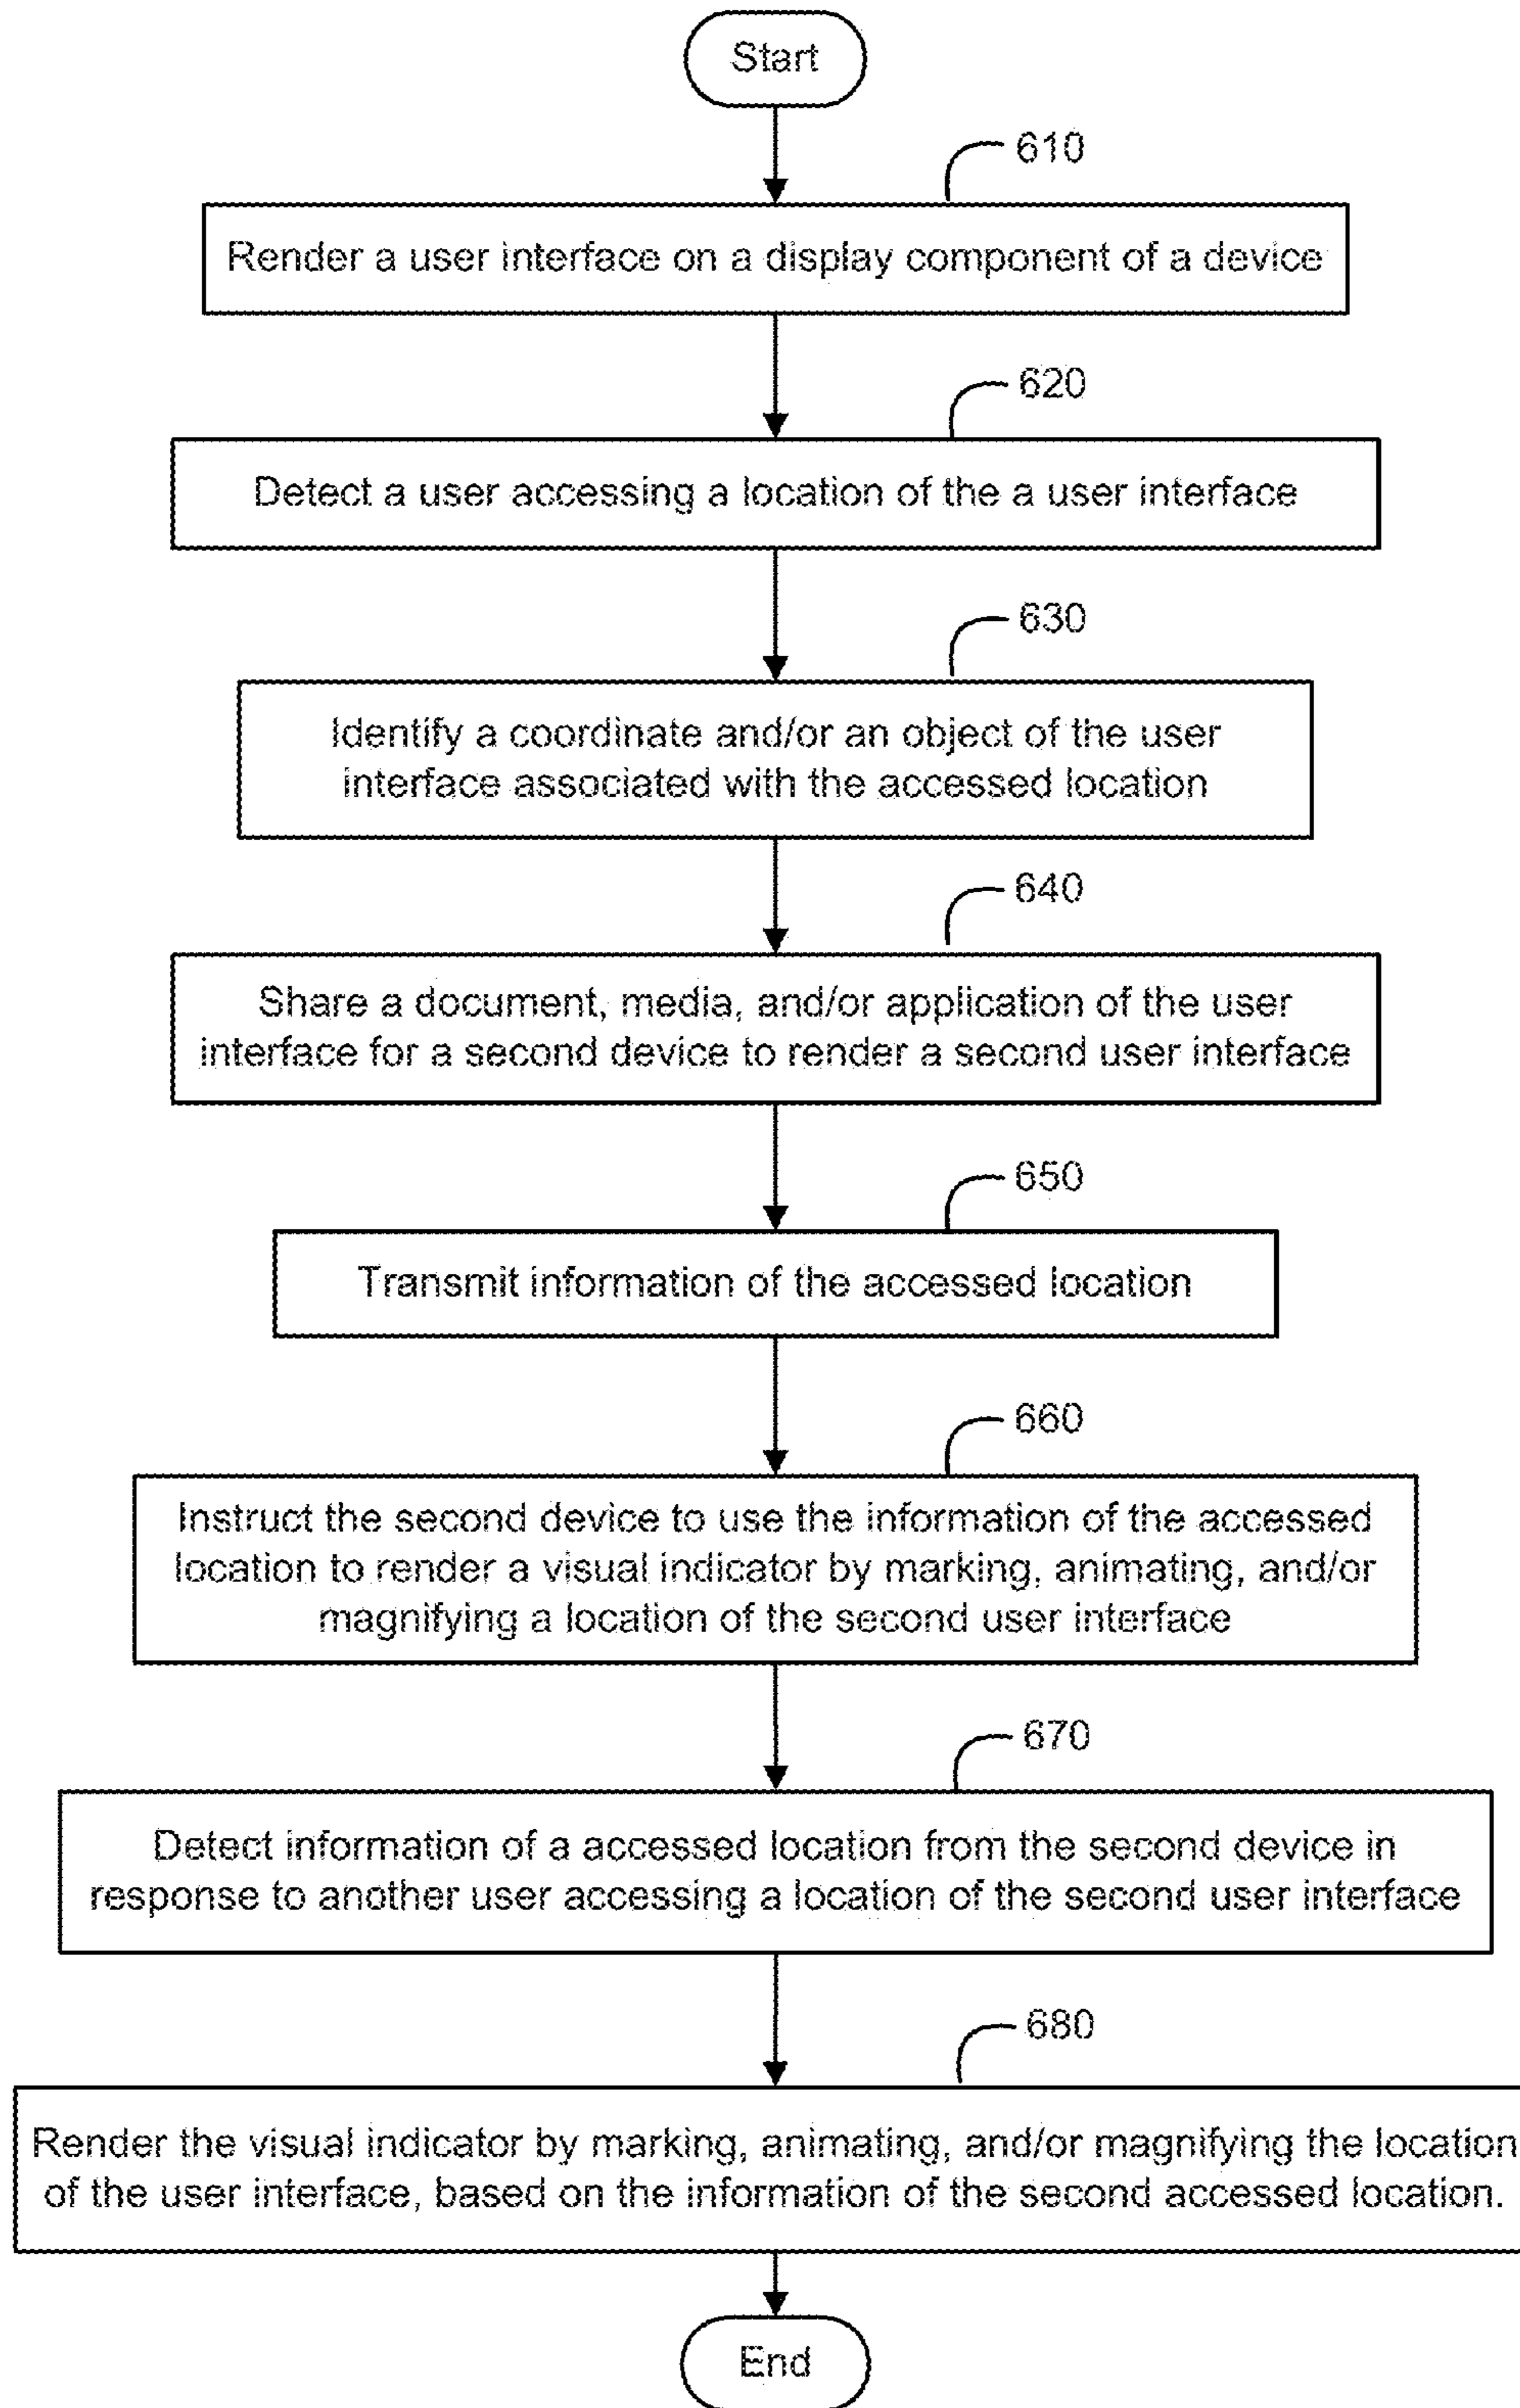 Start
610
Render a user interface on a display component of a device
620
Detect a user accessing a location of the a user interface
630
Identify a coordinate and/or an object of the user
interface associated with the accessed location
640
Share a document, media, and/or application of the user
interface for a second device to render a second user interface
650
Transmit information of the accessed location
660
Instruct the second device to use the information of the accessed
location to render a visual indicator by marking, animating, and/or
magnifying a location of the second user interface
670
Detect information of a accessed location from the second device in
response to another user accessing a location of the second user interface
680
Render the visual indicator by marking, animating, and/or magnifying the location
of the user interface, based on the information of the second accessed location.
End